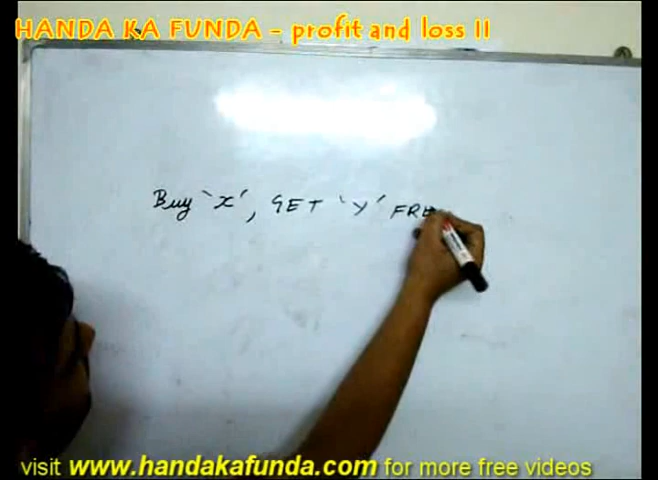 HANDA KA FUNDA - profit and loss II
Buy 'x', GET 'y' FRE
visit www.handakafunda.com for more free videos